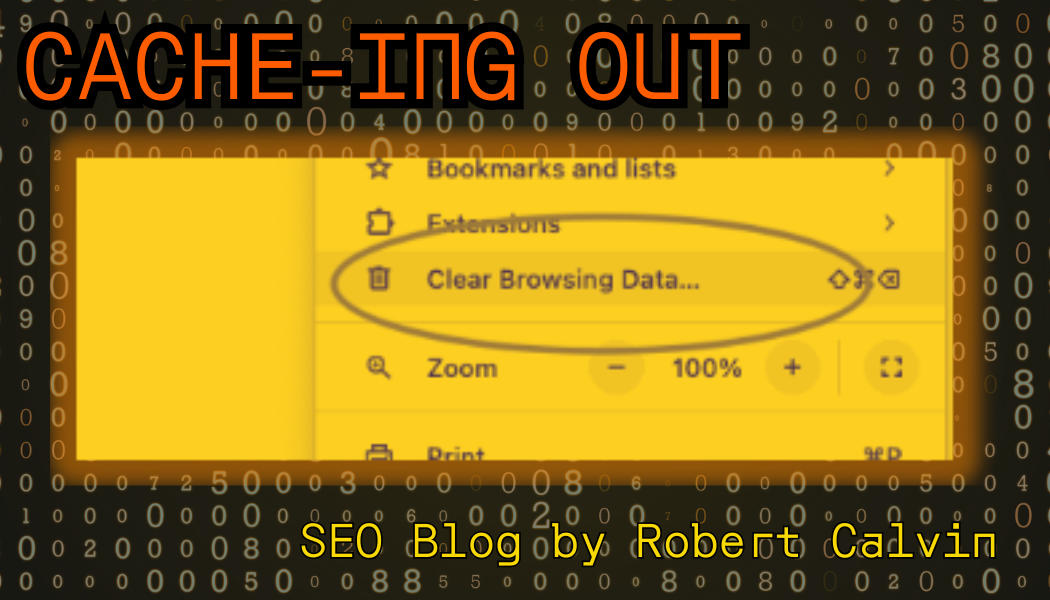 CACHE-ING OUT
Bookmarks and lists
Extensions
Clear Browsing Data... ⇧⌘⌫
Zoom − 100% +
Print ⌘P
SEO Blog by Robert Calvin